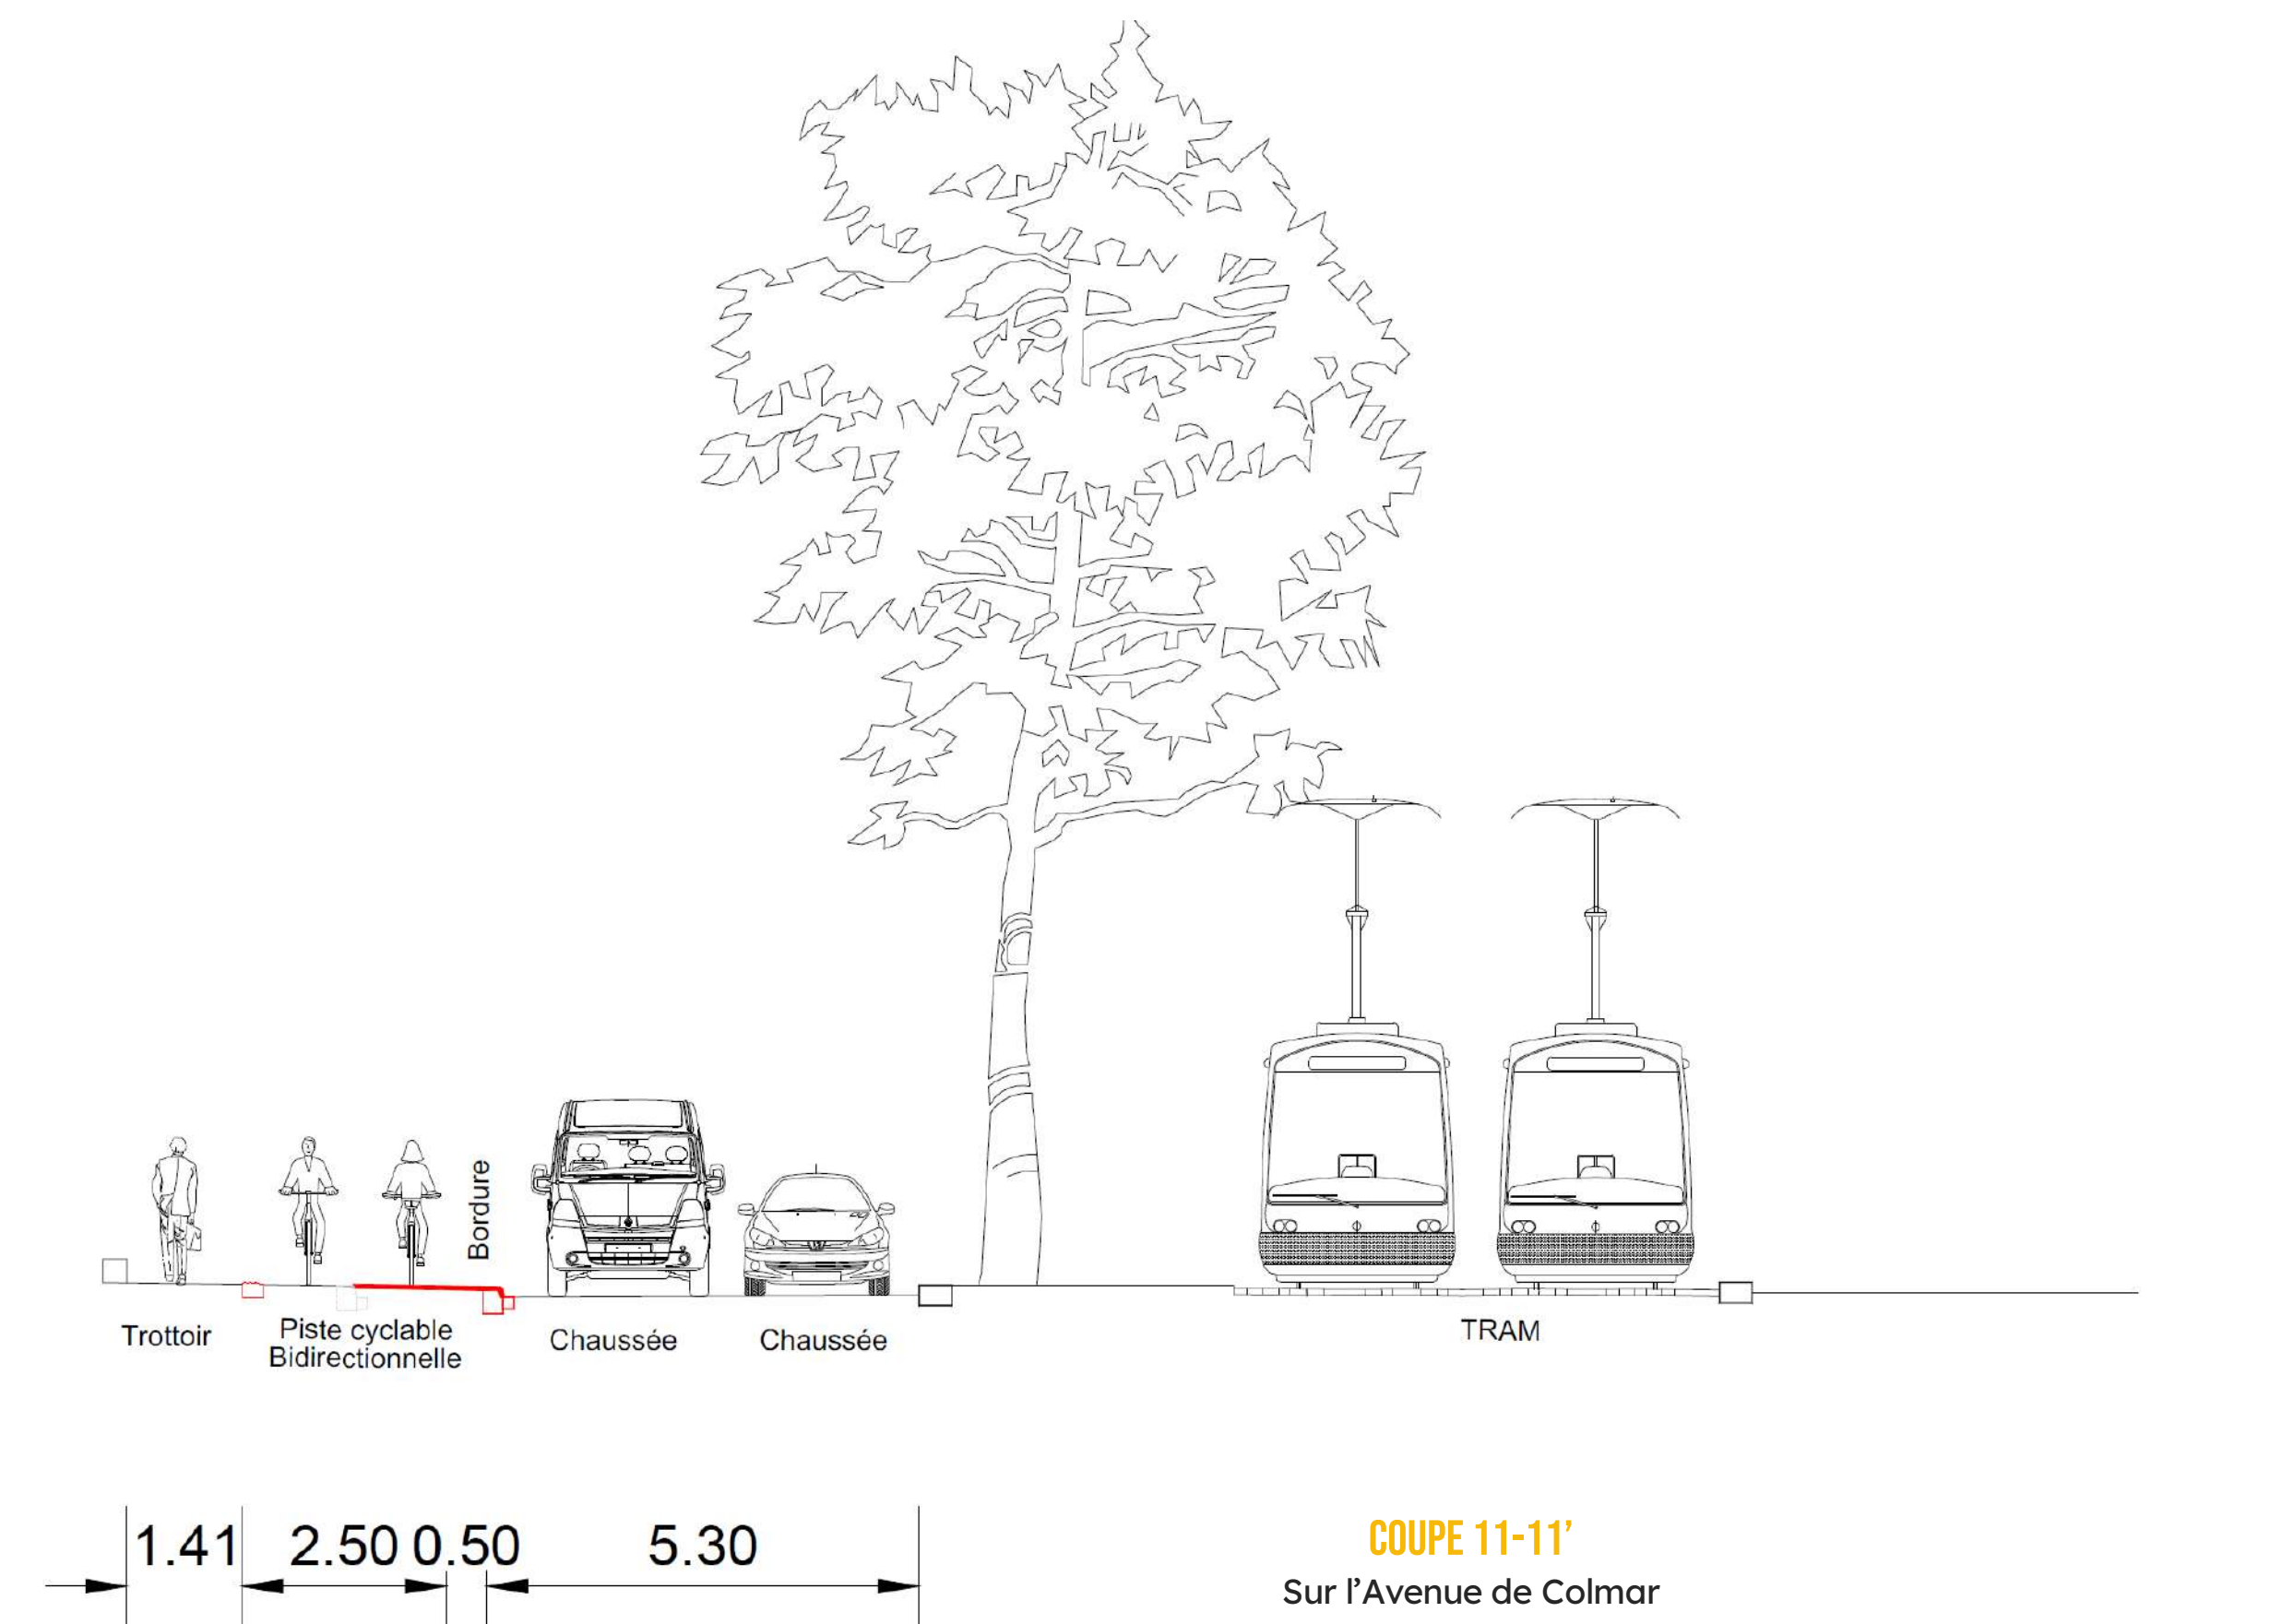 Bordure
Trottoir
Piste cyclable
Bidirectionnelle
Chaussée
Chaussée
TRAM
1.41
2.50
0.50
5.30
COUPE 11-11’
Sur l’Avenue de Colmar